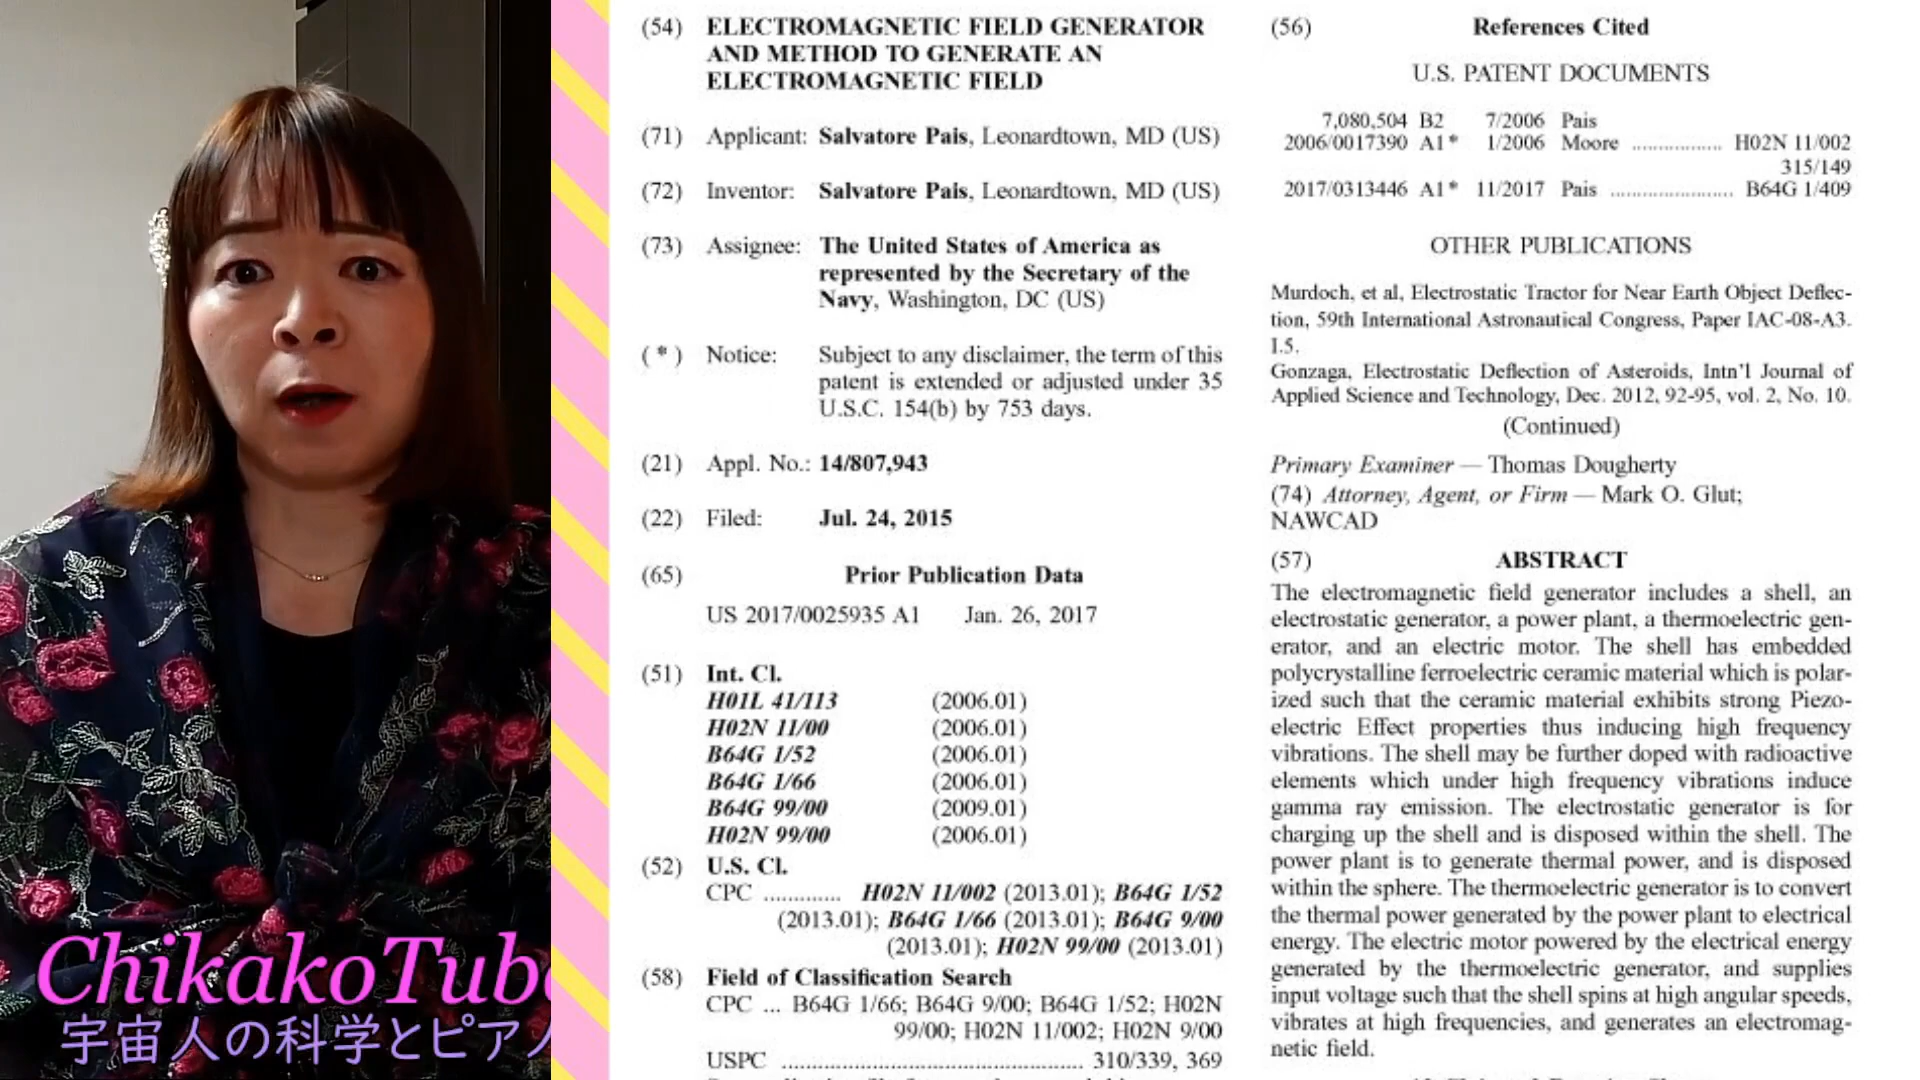 (54) ELECTROMAGNETIC FIELD GENERATOR
AND METHOD TO GENERATE AN
ELECTROMAGNETIC FIELD
(71) Applicant: Salvatore Pais, Leonardtown, MD (US)
(72) Inventor: Salvatore Pais, Leonardtown, MD (US)
(73) Assignee: The United States of America as
represented by the Secretary of the
Navy, Washington, DC (US)
( * ) Notice: Subject to any disclaimer, the term of this
patent is extended or adjusted under 35
U.S.C. 154(b) by 753 days.
(21) Appl. No.: 14/807,943
(22) Filed: Jul. 24, 2015
(65) Prior Publication Data
US 2017/0025935 A1 Jan. 26, 2017
(51) Int. Cl.
H01L 41/113 (2006.01)
H02N 11/00 (2006.01)
B64G 1/52 (2006.01)
B64G 1/66 (2006.01)
B64G 99/00 (2009.01)
H02N 99/00 (2006.01)
(52) U.S. Cl.
CPC ............. H02N 11/002 (2013.01); B64G 1/52
(2013.01); B64G 1/66 (2013.01); B64G 9/00
(2013.01); H02N 99/00 (2013.01)
(58) Field of Classification Search
CPC ... B64G 1/66; B64G 9/00; B64G 1/52; H02N
99/00; H02N 11/002; H02N 9/00
USPC .................................................. 310/339, 369
(56) References Cited
U.S. PATENT DOCUMENTS
7,080,504 B2 7/2006 Pais
2006/0017390 A1* 1/2006 Moore ................. H02N 11/002
315/149
2017/0313446 A1* 11/2017 Pais ....................... B64G 1/409
OTHER PUBLICATIONS
Murdoch, et al, Electrostatic Tractor for Near Earth Object Deflec-
tion, 59th International Astronautical Congress, Paper IAC-08-A3.
I.5.
Gonzaga, Electrostatic Deflection of Asteroids, Intn'l Journal of
Applied Science and Technology, Dec. 2012, 92-95, vol. 2, No. 10.
(Continued)
Primary Examiner — Thomas Dougherty
(74) Attorney, Agent, or Firm — Mark O. Glut;
NAWCAD
(57) ABSTRACT
The electromagnetic field generator includes a shell, an
electrostatic generator, a power plant, a thermoelectric gen-
erator, and an electric motor. The shell has embedded
polycrystalline ferroelectric ceramic material which is polar-
ized such that the ceramic material exhibits strong Piezo-
electric Effect properties thus inducing high frequency
vibrations. The shell may be further doped with radioactive
elements which under high frequency vibrations induce
gamma ray emission. The electrostatic generator is for
charging up the shell and is disposed within the shell. The
power plant is to generate thermal power, and is disposed
within the sphere. The thermoelectric generator is to convert
the thermal power generated by the power plant to electrical
energy. The electric motor powered by the electrical energy
generated by the thermoelectric generator, and supplies
input voltage such that the shell spins at high angular speeds,
vibrates at high frequencies, and generates an electromag-
netic field.
ChikakoTub
宇宙人の科学とピア